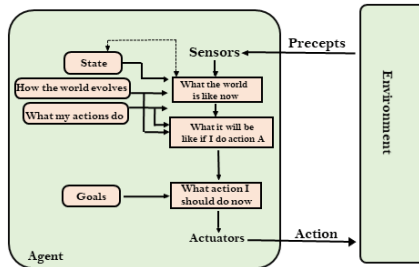 Sensors
Precepts
State
How the world evolves
What my actions do
What the world
is like now
What it will be
like if I do action A
Goals
What action I
should do now
Agent
Actuators
Action
Environment